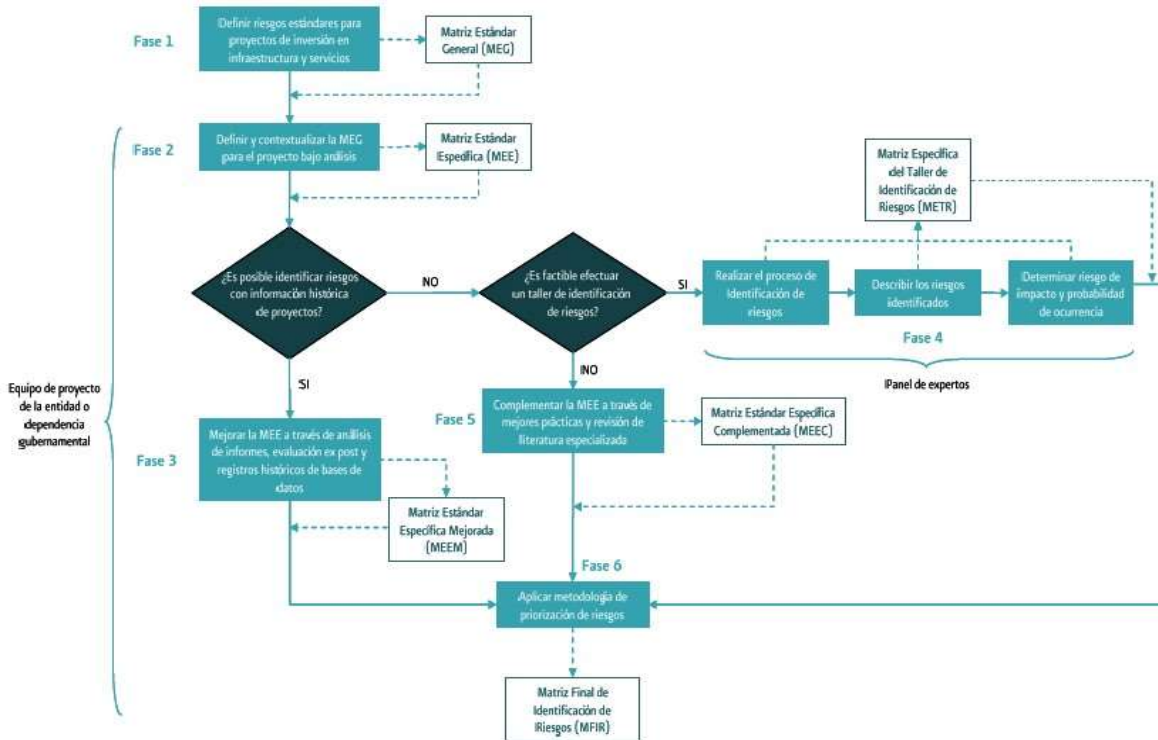 Fase 1
Definir riesgos estándares para
proyectos de inversión en
infraestructura y servicios
Matriz Estándar
General (MEG)
Fase 2
Definir y contextualizar la MEG
para el proyecto bajo análisis
Matriz Estándar
Específica (MEE)
¿Es posible identificar riesgos
con información histórica
de proyectos?
NO
¿Es factible efectuar
un taller de identificación
de riesgos?
SI
Matriz Específica
del Taller de
Identificación de
Riesgos (METR)
Realizar el proceso de
identificación de
riesgos
Describir los riesgos
identificados
Determinar riesgo de
impacto y probabilidad
de ocurrencia
Fase 4
Panel de expertos
Equipo de proyecto
de la entidad o
dependencia
gubernamental
SI
NO
Fase 3
Mejorar la MEE a través de análisis
de informes, evaluación ex post y
registros históricos de bases de
datos
Matriz Estándar
Específica Mejorada
(MEEM)
Fase 5
Complementar la MEE a través de
mejores prácticas y revisión de
literatura especializada
Matriz Estándar Específica
Complementada (MEEC)
Fase 6
Aplicar metodología de
priorización de riesgos
Matriz Final de
Identificación de
Riesgos (MFIR)